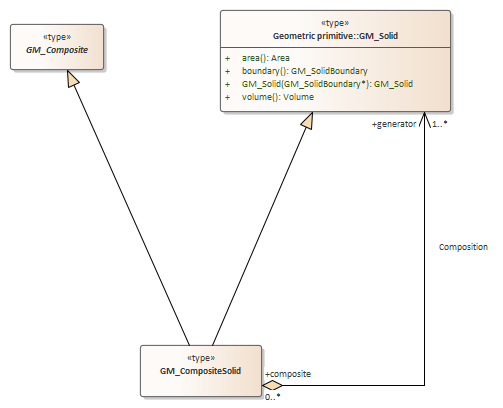 «type»
GM_Composite
«type»
Geometric primitive::GM_Solid
+ area(): Area
+ boundary(): GM_SolidBoundary
+ GM_Solid(GM_SolidBoundary*): GM_Solid
+ volume(): Volume
+generator 1..*
Composition
«type»
GM_CompositeSolid
+composite
0..*